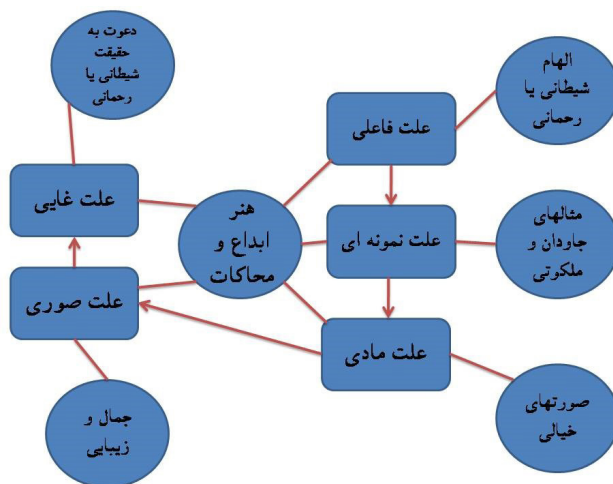 دعوت به
حقیقت
شیطانی یا
رحمانی
الهام
شیطانی یا
رحمانی
علت فاعلی
علت غایی
هنر
ابداع و
محاکات
علت نمونه ای
مثالهای
جاودان و
ملکوتی
علت صوری
علت مادی
جمال و
زیبایی
صورتهای
خیالی